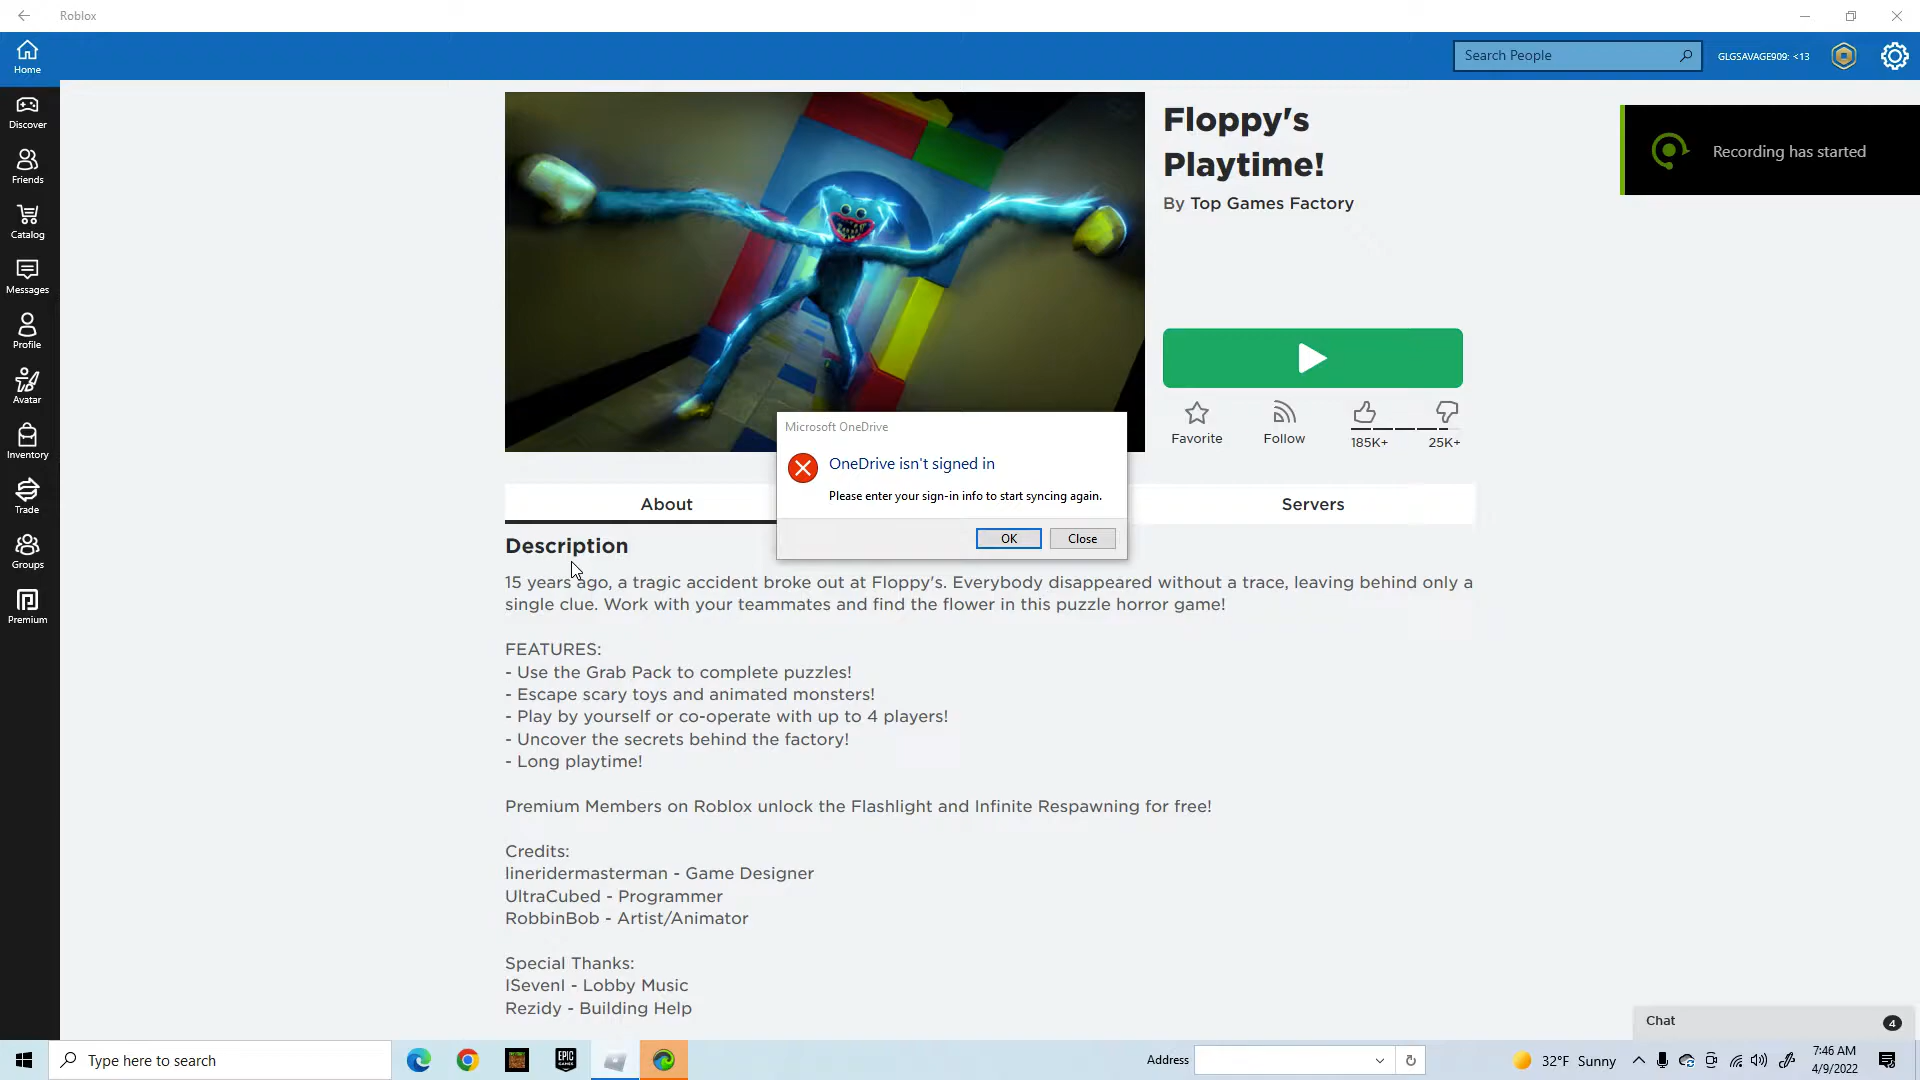 Roblox
Home
Search People
GLGSAVAGE909: <13
Discover
Friends
Catalog
Messages
Profile
Avatar
Inventory
Trade
Groups
Premium
Floppy's
Playtime!
By Top Games Factory
Recording has started
Favorite
Follow
185K+
25K+
Microsoft OneDrive
OneDrive isn't signed in
Please enter your sign-in info to start syncing again.
OK
Close
About
Servers
Description
15 years ago, a tragic accident broke out at Floppy's. Everybody disappeared without a trace, leaving behind only a
single clue. Work with your teammates and find the flower in this puzzle horror game!
FEATURES:
- Use the Grab Pack to complete puzzles!
- Escape scary toys and animated monsters!
- Play by yourself or co-operate with up to 4 players!
- Uncover the secrets behind the factory!
- Long playtime!
Premium Members on Roblox unlock the Flashlight and Infinite Respawning for free!
Credits:
lineridermasterman - Game Designer
UltraCubed - Programmer
RobbinBob - Artist/Animator
Special Thanks:
ISevenI - Lobby Music
Rezidy - Building Help
Chat
4
Type here to search
EPIC
GAMES
Address
32°F Sunny
7:46 AM
4/9/2022